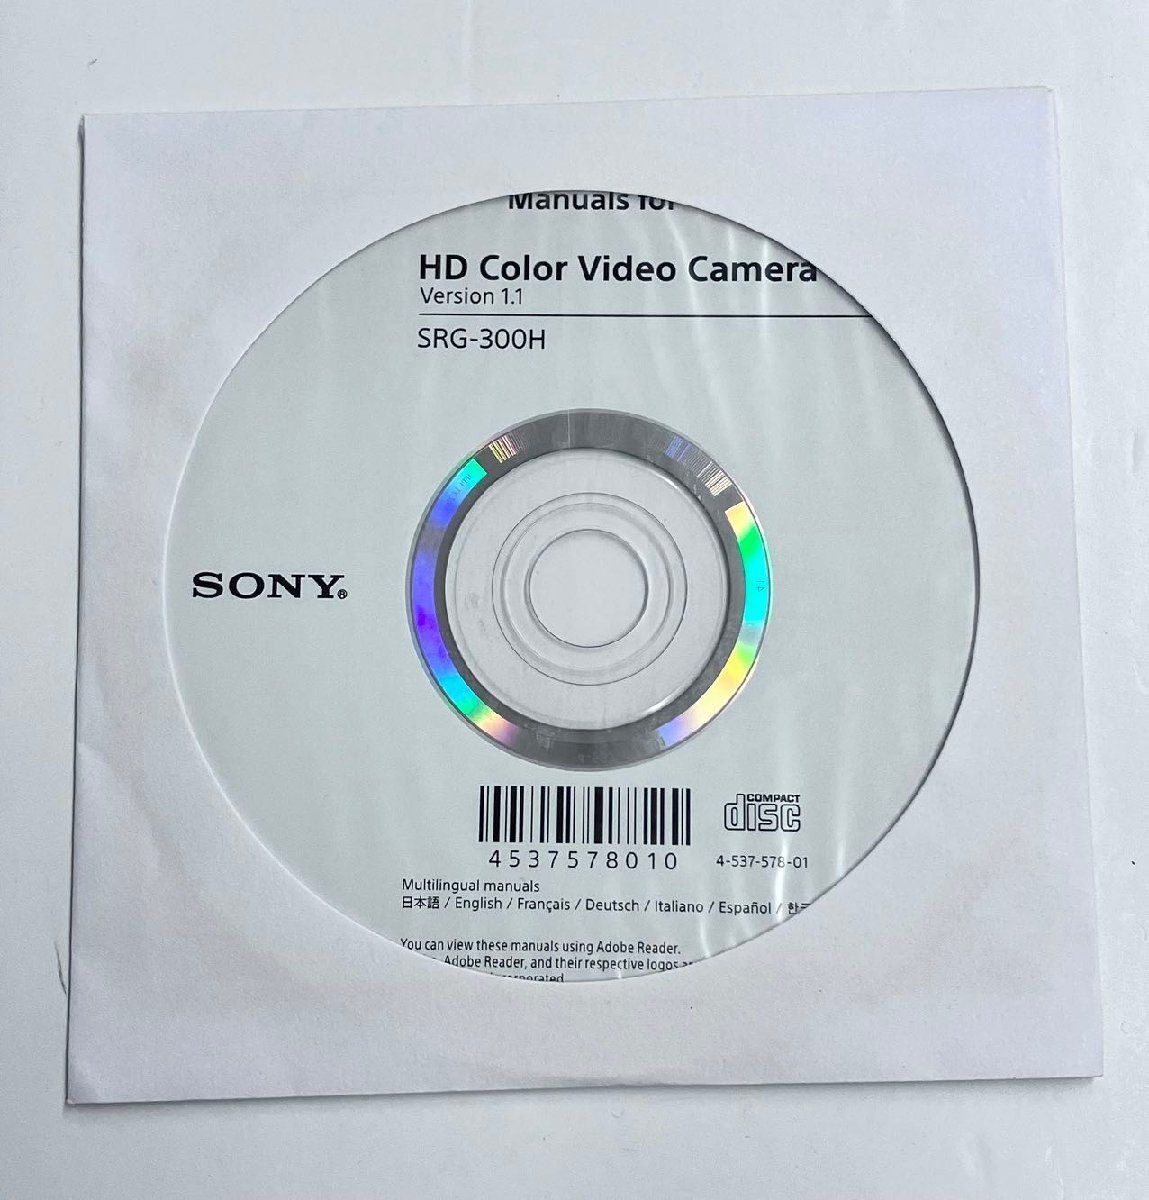 Manuals for
HD Color Video Camera
Version 1.1
SRG-300H
SONY®
COMPACT
disc
4537578010
4-537-578-01
Multilingual manuals
日本語 / English / Français / Deutsch / Italiano / Español /
You can view these manuals using Adobe Reader.
Adobe Reader, and their respective logos